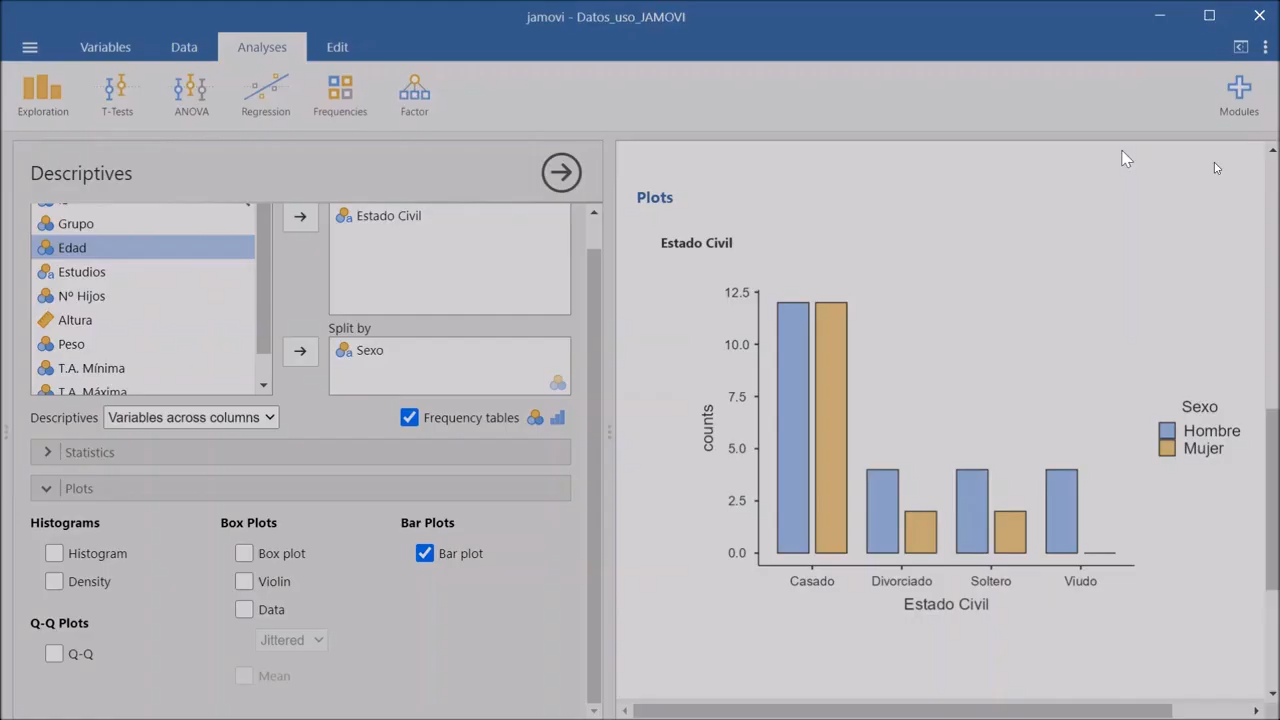 jamovi - Datos_uso_JAMOVI
Variables
Data
Analyses
Edit
Exploration
T-Tests
ANOVA
Regression
Frequencies
Factor
Modules
Descriptives
Grupo
Edad
Estudios
Nº Hijos
Altura
Peso
T.A. Mínima
T.A. Máxima
Estado Civil
Split by
Sexo
Descriptives
Variables across columns
Frequency tables
Statistics
Plots
Histograms
Histogram
Density
Q-Q Plots
Q-Q
Box Plots
Box plot
Violin
Data
Jittered
Mean
Bar Plots
Bar plot
Plots
Estado Civil
12.5
10.0
7.5
5.0
2.5
0.0
counts
Casado
Divorciado
Soltero
Viudo
Estado Civil
Sexo
Hombre
Mujer